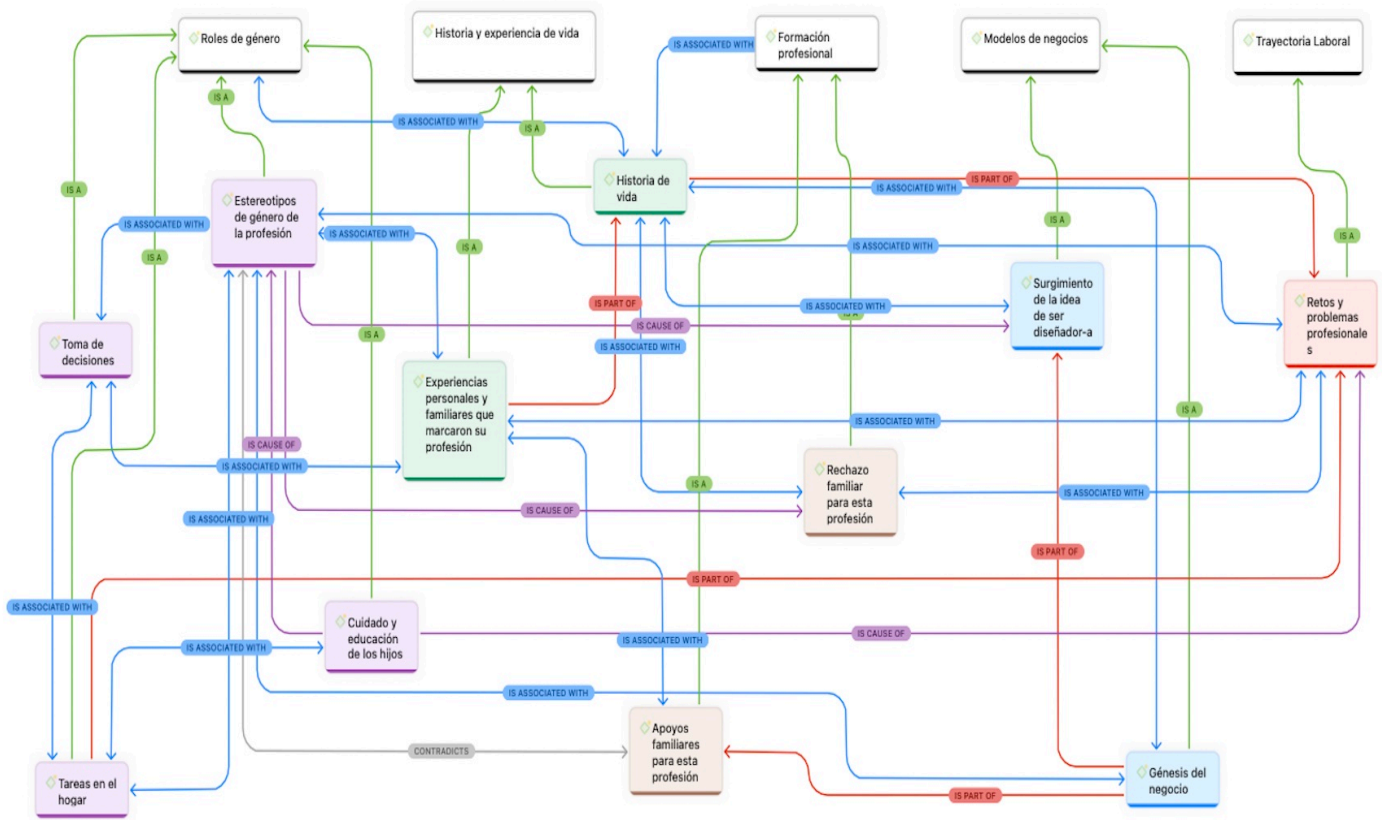 Roles de género
Historia y experiencia de vida
Formación
profesional
Modelos de negocios
Trayectoria Laboral
IS ASSOCIATED WITH
IS A
IS ASSOCIATED WITH
IS A
Historia de
vida
IS PART OF
IS ASSOCIATED WITH
IS A
Estereotipos
de género de
la profesión
IS ASSOCIATED WITH
IS ASSOCIATED WITH
IS A
IS A
IS ASSOCIATED WITH
IS A
IS A
Surgimiento
de la idea
de ser
diseñador-a
Retos y
problemas
profesionale
s
IS PART OF
IS ASSOCIATED WITH
IS A
IS CAUSE OF
IS ASSOCIATED WITH
IS A
Toma de
decisiones
Experiencias
personales y
familiares que
marcaron su
profesión
IS A
IS ASSOCIATED WITH
IS CAUSE OF
IS ASSOCIATED WITH
Rechazo
familiar
para esta
profesión
IS A
IS ASSOCIATED WITH
IS CAUSE OF
IS ASSOCIATED WITH
IS PART OF
IS PART OF
IS ASSOCIATED WITH
Cuidado y
educación
de los hijos
IS ASSOCIATED WITH
IS ASSOCIATED WITH
IS CAUSE OF
IS ASSOCIATED WITH
CONTRADICTS
Apoyos
familiares
para esta
profesión
Tareas en el
hogar
IS PART OF
Génesis del
negocio